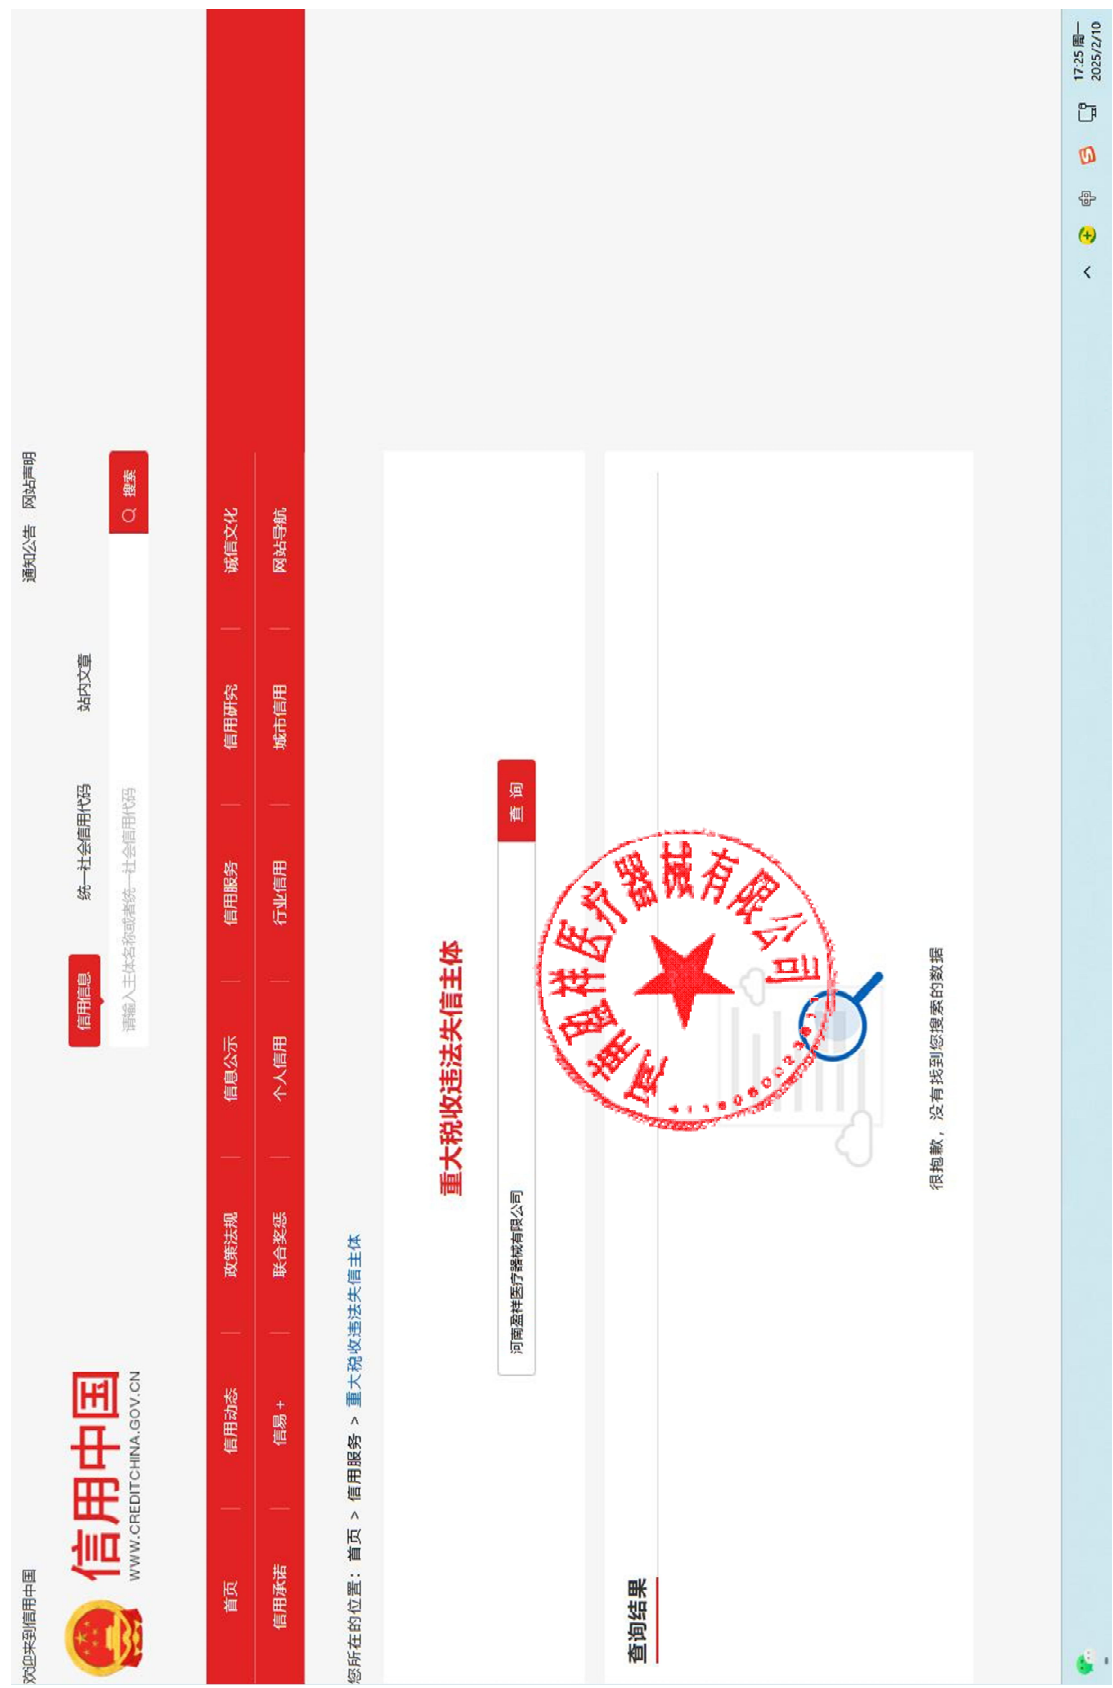 欢迎来到信用中国
通知公告 网站声明
信用中国
WWW.CREDITCHINA.GOV.CN
信用信息 统一社会信用代码 站内文章
请输入主体名称或者统一社会信用代码
搜索
首页 信用动态 政策法规 信息公示 信用服务 信用研究 诚信文化
信用承诺 信易+ 联合奖惩 个人信用 行业信用 城市信用 网站导航
您所在的位置： 首页 > 信用服务 > 重大税收违法失信主体
重大税收违法失信主体
河南盈祥医疗器械有限公司
查询
查询结果
河南盈祥医疗器械有限公司
很抱歉，没有找到您搜索的数据
中
17:25 周一
2025/2/10